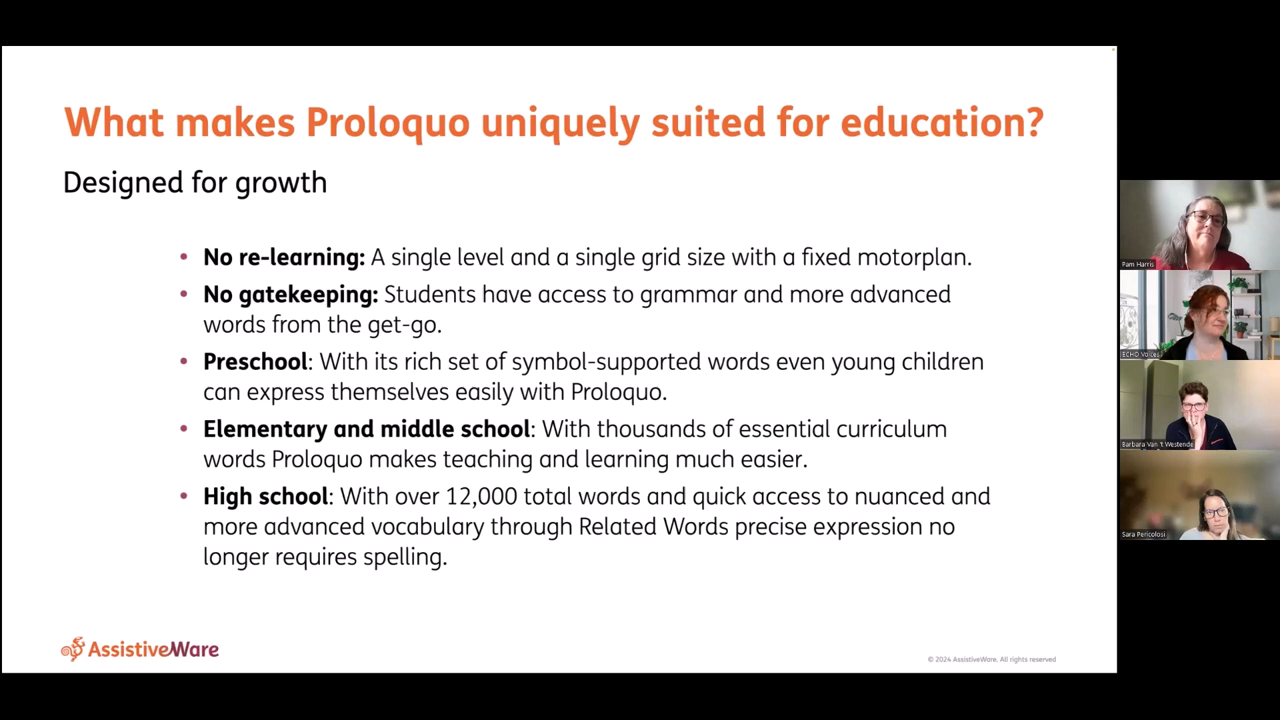 What makes Proloquo uniquely suited for education?
Designed for growth
• No re-learning: A single level and a single grid size with a fixed motorplan.
• No gatekeeping: Students have access to grammar and more advanced
words from the get-go.
• Preschool: With its rich set of symbol-supported words even young children
can express themselves easily with Proloquo.
• Elementary and middle school: With thousands of essential curriculum
words Proloquo makes teaching and learning much easier.
• High school: With over 12,000 total words and quick access to nuanced and
more advanced vocabulary through Related Words precise expression no
longer requires spelling.
AssistiveWare
© 2024 AssistiveWare. All rights reserved
Pam Harris
ECHO Voices
Barbara Van 't Westende
Sara Pericolosi